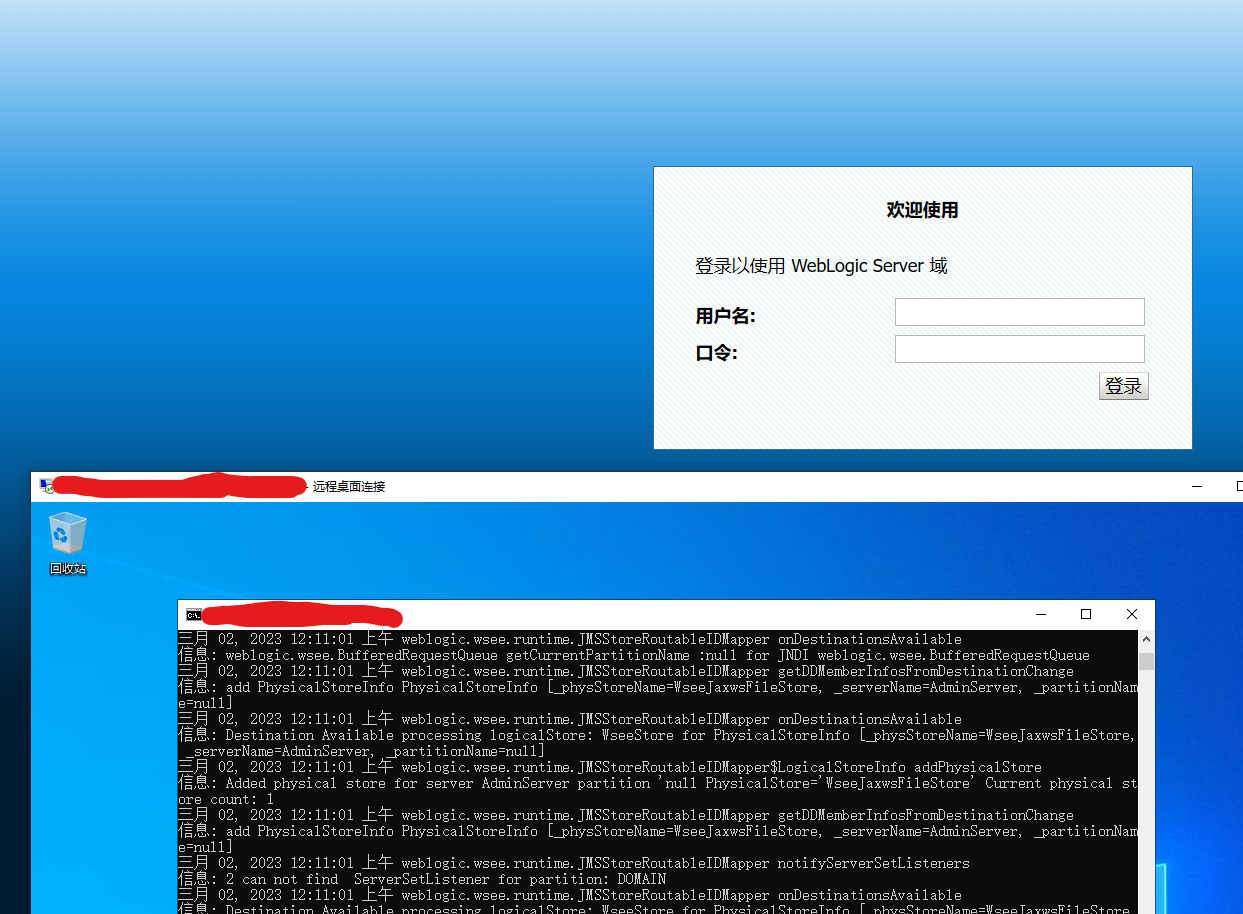 欢迎使用
登录以使用 WebLogic Server 域
用户名:
口令:
登录
远程桌面连接
回收站
三月 02, 2023 12:11:01 上午 weblogic.wsee.runtime.JMSStoreRoutableIDMapper onDestinationsAvailable
信息: weblogic.wsee.BufferedRequestQueue getCurrentPartitionName :null for JNDI weblogic.wsee.BufferedRequestQueue
三月 02, 2023 12:11:01 上午 weblogic.wsee.runtime.JMSStoreRoutableIDMapper getDDMemberInfosFromDestinationChange
信息: add PhysicalStoreInfo PhysicalStoreInfo [_physStoreName=WseeJaxwsFileStore, _serverName=AdminServer, _partitionNam
e=null]
三月 02, 2023 12:11:01 上午 weblogic.wsee.runtime.JMSStoreRoutableIDMapper onDestinationsAvailable
信息: Destination Available processing logicalStore: WseeStore for PhysicalStoreInfo [_physStoreName=WseeJaxwsFileStore,
_serverName=AdminServer, _partitionName=null]
三月 02, 2023 12:11:01 上午 weblogic.wsee.runtime.JMSStoreRoutableIDMapper$LogicalStoreInfo addPhysicalStore
信息: Added physical store for server AdminServer partition 'null PhysicalStore='WseeJaxwsFileStore' Current physical st
ore count: 1
三月 02, 2023 12:11:01 上午 weblogic.wsee.runtime.JMSStoreRoutableIDMapper getDDMemberInfosFromDestinationChange
信息: add PhysicalStoreInfo PhysicalStoreInfo [_physStoreName=WseeJaxwsFileStore, _serverName=AdminServer, _partitionNam
e=null]
三月 02, 2023 12:11:01 上午 weblogic.wsee.runtime.JMSStoreRoutableIDMapper notifyServerSetListeners
信息: 2 can not find  ServerSetListener for partition: DOMAIN
三月 02, 2023 12:11:01 上午 weblogic.wsee.runtime.JMSStoreRoutableIDMapper onDestinationsAvailable
信息: Destination Available processing logicalStore: WseeStore for PhysicalStoreInfo [_physStoreName=WseeJaxwsFileStore,